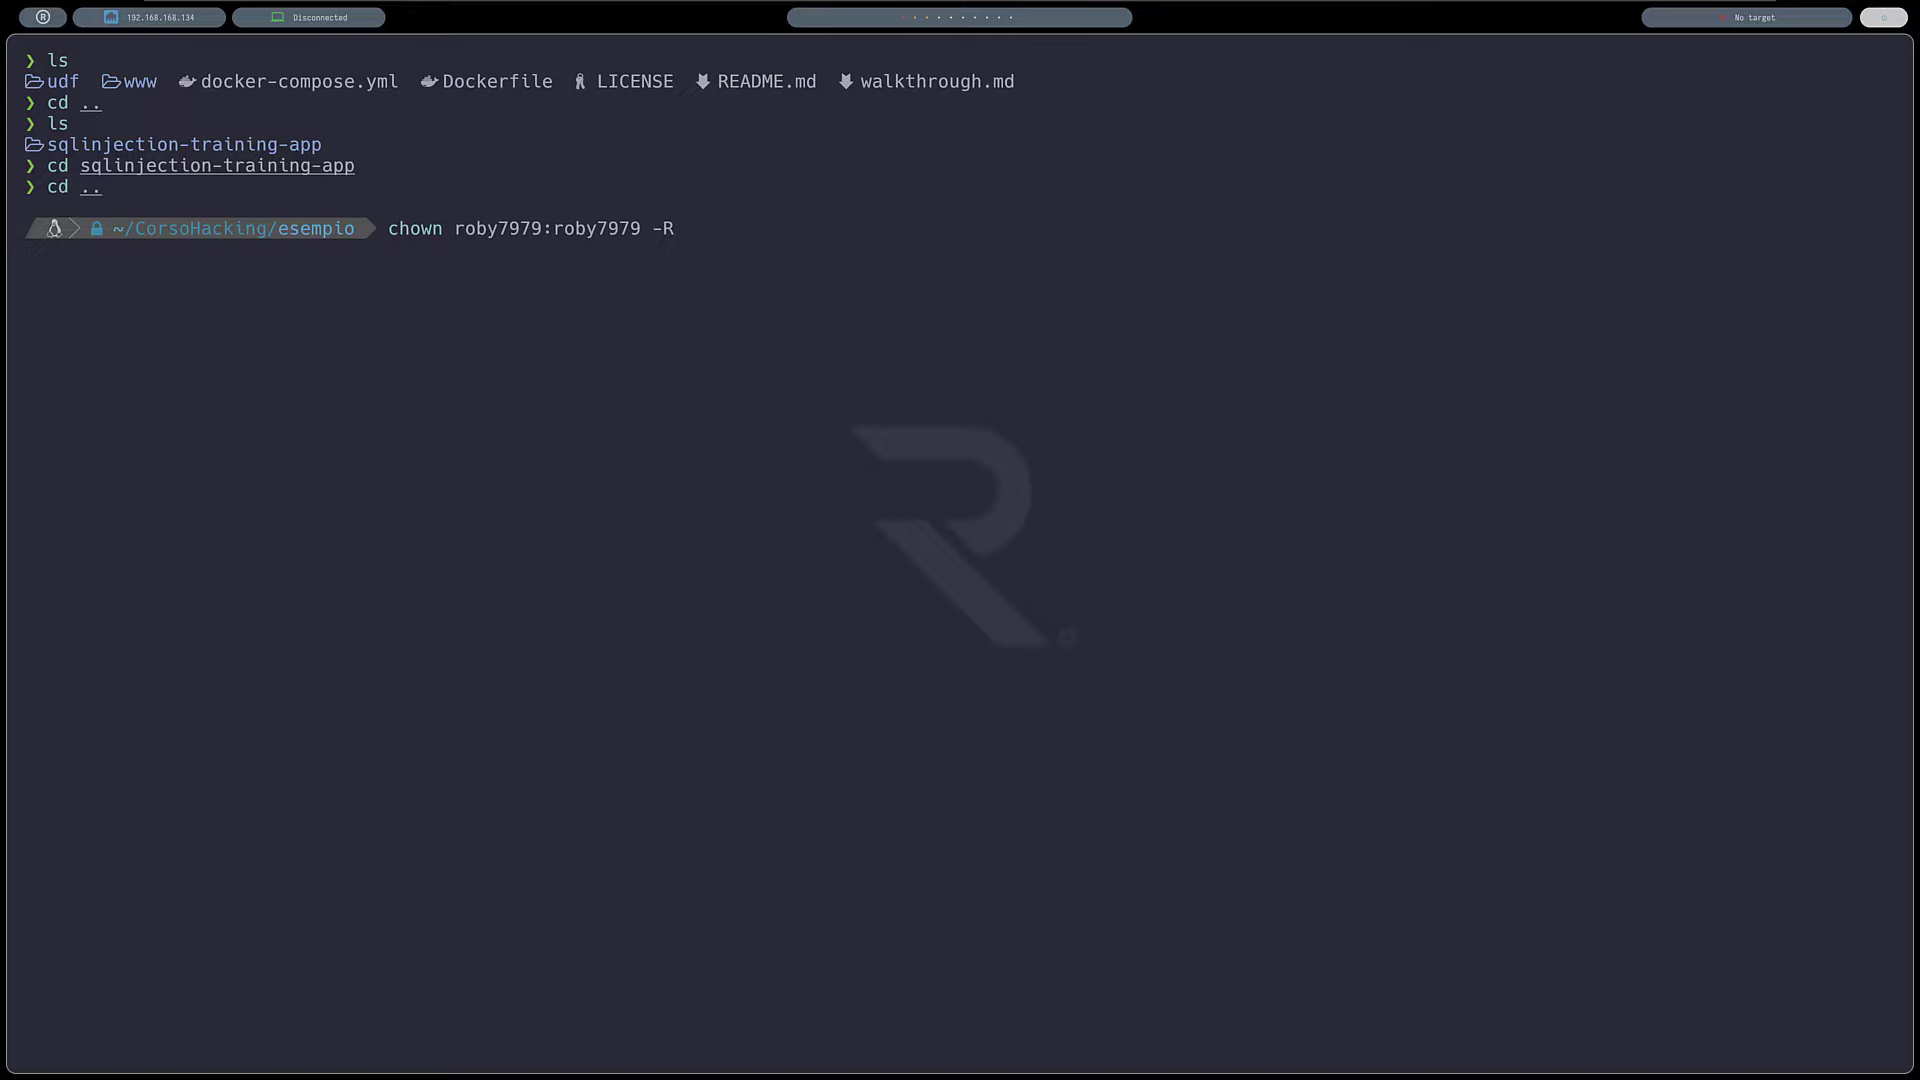 192.168.168.134 Disconnected No target
❯ ls
udf www docker-compose.yml Dockerfile LICENSE README.md walkthrough.md
❯ cd ..
❯ ls
sqlinjection-training-app
❯ cd sqlinjection-training-app
❯ cd ..
~/CorsoHacking/esempio chown roby7979:roby7979 -R
R